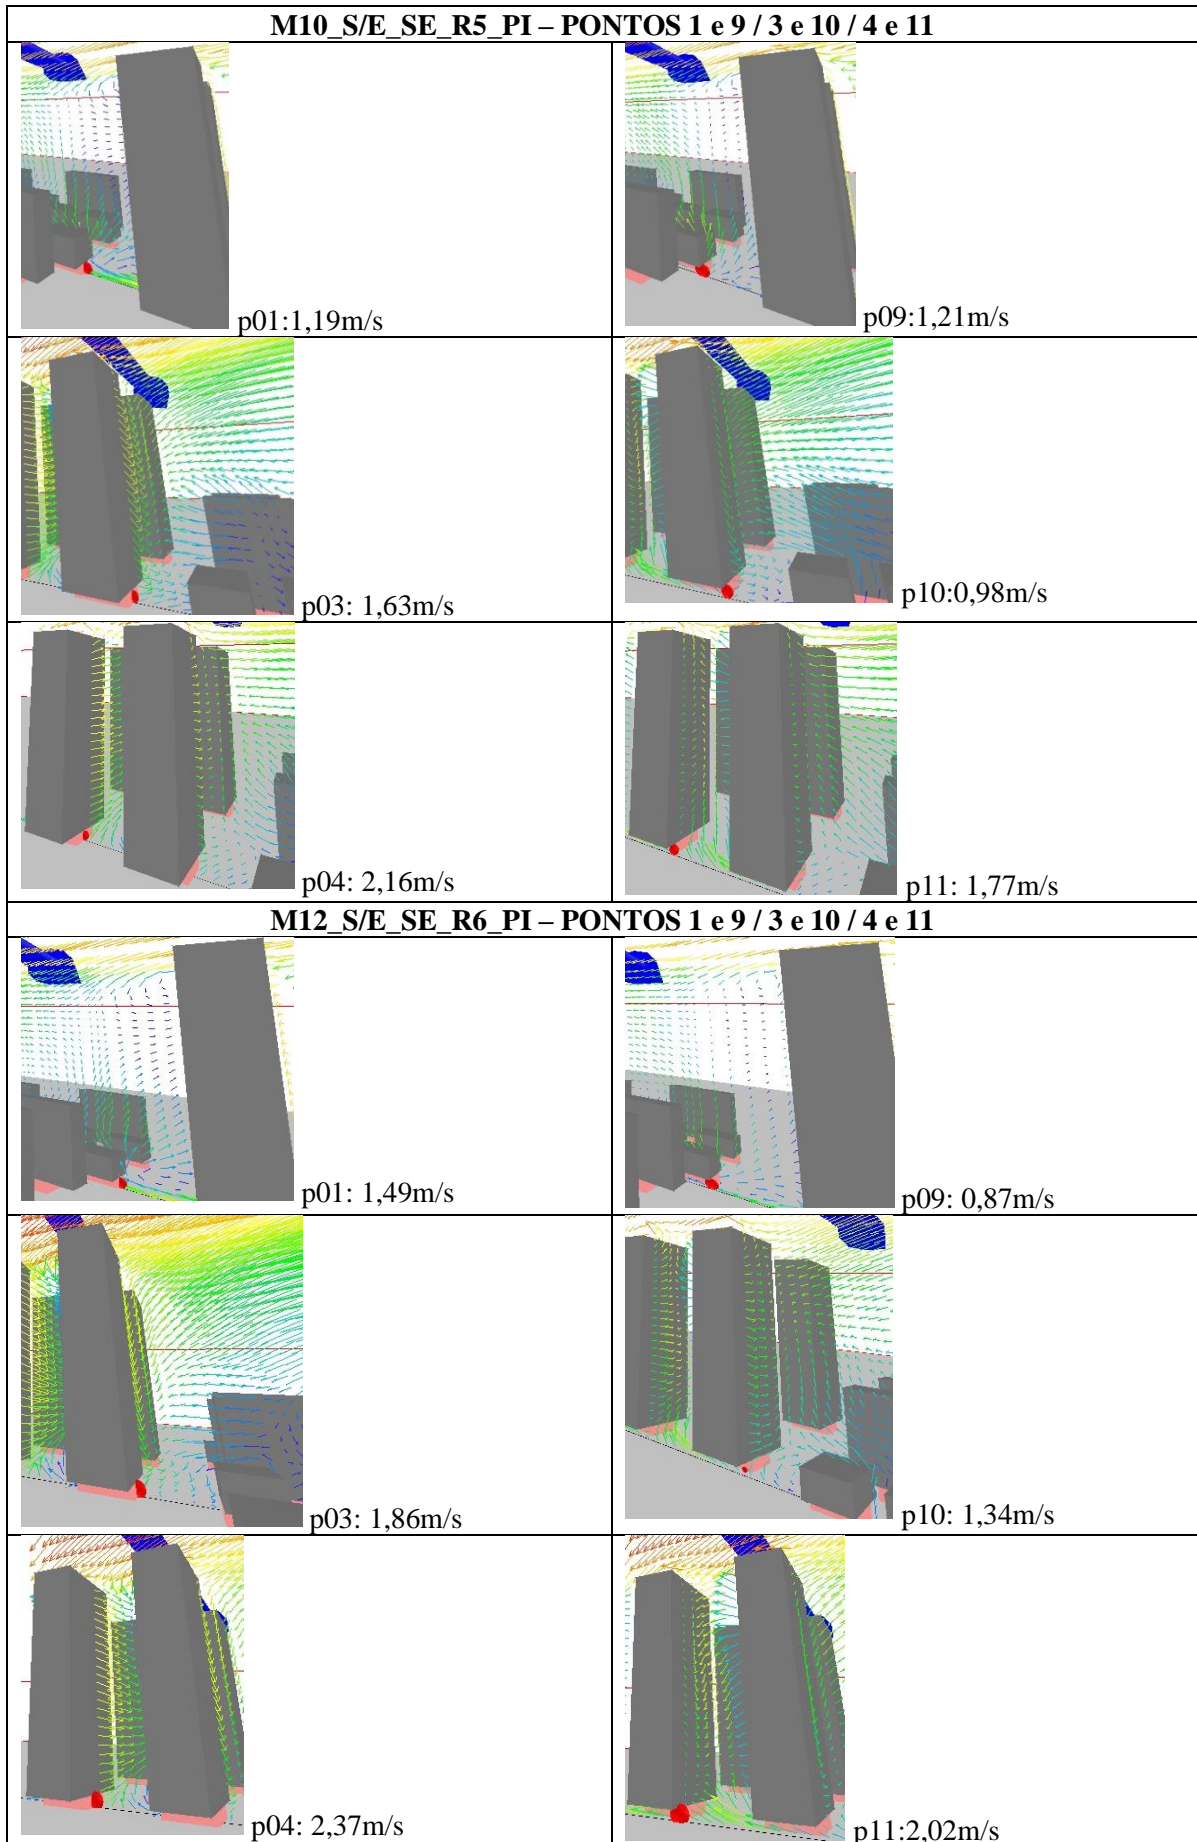 M10_S/E_SE_R5_PI – PONTOS 1 e 9 / 3 e 10 / 4 e 11
p01:1,19m/s
p09:1,21m/s
p03: 1,63m/s
p10:0,98m/s
p04: 2,16m/s
p11: 1,77m/s
M12_S/E_SE_R6_PI – PONTOS 1 e 9 / 3 e 10 / 4 e 11
p01: 1,49m/s
p09: 0,87m/s
p03: 1,86m/s
p10: 1,34m/s
p04: 2,37m/s
p11:2,02m/s